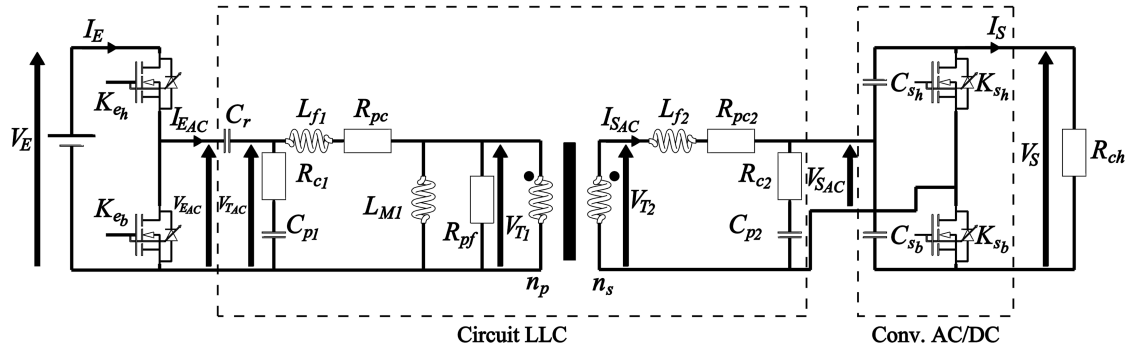 I_E
K_eh
V_E
I_EAC
C_r
L_f1
R_pc
I_SAC
L_f2
R_pc2
C_sh
K_sh
I_S
V_S
R_ch
K_eb
V_EAC
V_TAC
R_c1
C_p1
L_M1
R_pf
V_T1
V_T2
R_c2
V_SAC
C_p2
C_sb
K_sb
n_p
n_s
Circuit LLC
Conv. AC/DC